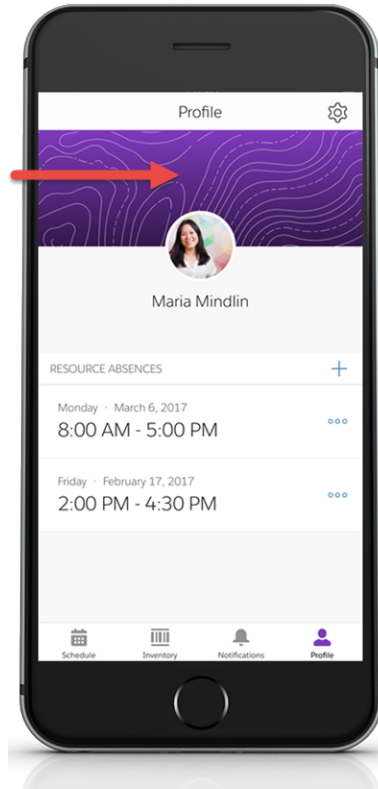 Profile
Maria Mindlin
RESOURCE ABSENCES
Monday · March 6, 2017
8:00 AM - 5:00 PM
Friday · February 17, 2017
2:00 PM - 4:30 PM
Schedule Inventory Notifications Profile